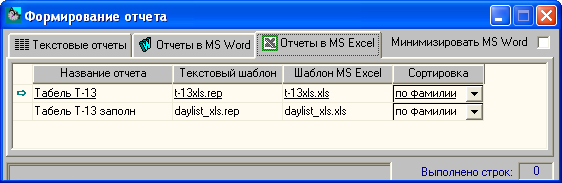 Формирование отчета
Текстовые отчеты Отчеты в MS Word Отчеты в MS Excel Минимизировать MS Word
Название отчета Текстовый шаблон Шаблон MS Excel Сортировка
Табель Т-13 t-13xls.rep t-13xls.xls по фамилии
Табель Т-13 заполн daylist_xls.rep daylist_xls.xls по фамилии
Выполнено строк: 0